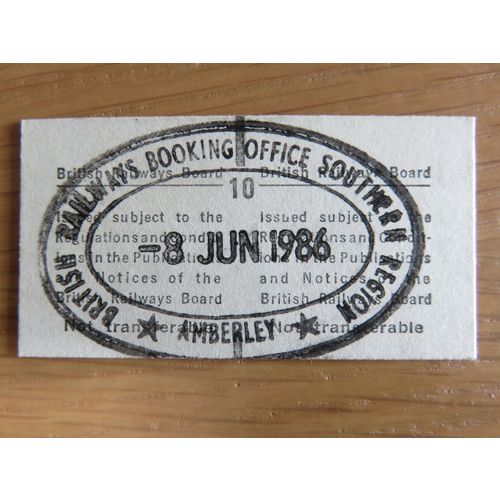 BRITISH RAILWAYS BOOKING OFFICE SOUTHERN REGION
British Railways Board British Railways Board
10
Issued subject to the Issued subject to the
Regulations and Condi- Regulations and Condi-
-8 JUN 1986
tions in the Publications tions in the Publications
and Notices of the and Notices of the
British Railways Board British Railways Board
Not transferable Not transferable
AMBERLEY